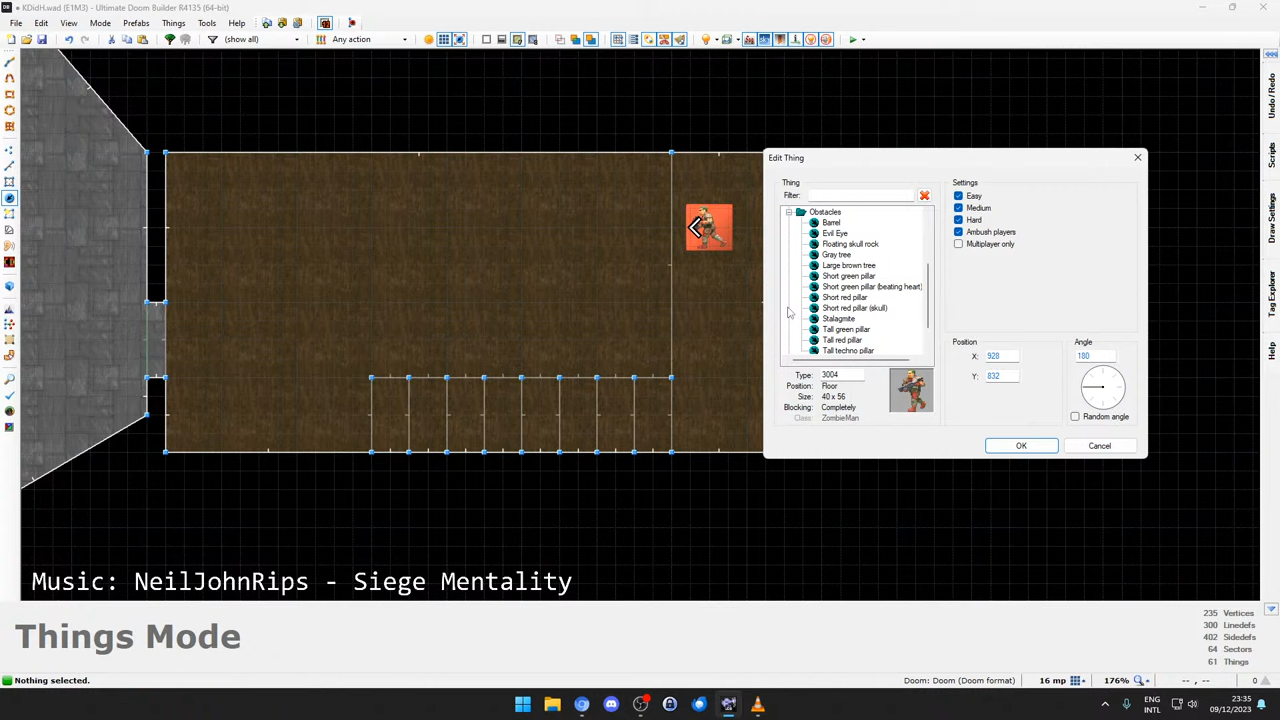 • KDidH.wad (E1M3) - Ultimate Doom Builder R4135 (64-bit)
File Edit View Mode Prefabs Things Tools Help
(show all) Any action
Edit Thing
Thing
Filter:
Obstacles
Barrel
Evil Eye
Floating skull rock
Gray tree
Large brown tree
Short green pillar
Short green pillar (beating heart)
Short red pillar
Short red pillar (skull)
Stalagmite
Tall green pillar
Tall red pillar
Tall techno pillar
Type: 3004
Position: Floor
Size: 40 x 56
Blocking: Completely
Class: ZombieMan
Settings
Easy
Medium
Hard
Ambush players
Multiplayer only
Position
X: 928
Y: 832
Angle
180
Random angle
OK Cancel
Undo / Redo
Scripts
Draw Settings
Tag Explorer
Music: NeilJohnRips - Siege Mentality
Things Mode
235 Vertices
300 Linedefs
402 Sidedefs
64 Sectors
61 Things
Nothing selected.
Doom: Doom (Doom format) 16 mp 176% -- , -- 0
ENG
INTL
23:35
09/12/2023